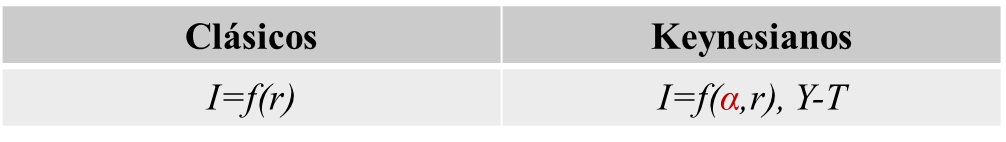 Clásicos Keynesianos
I=f(r) I=f(α,r), Y-T